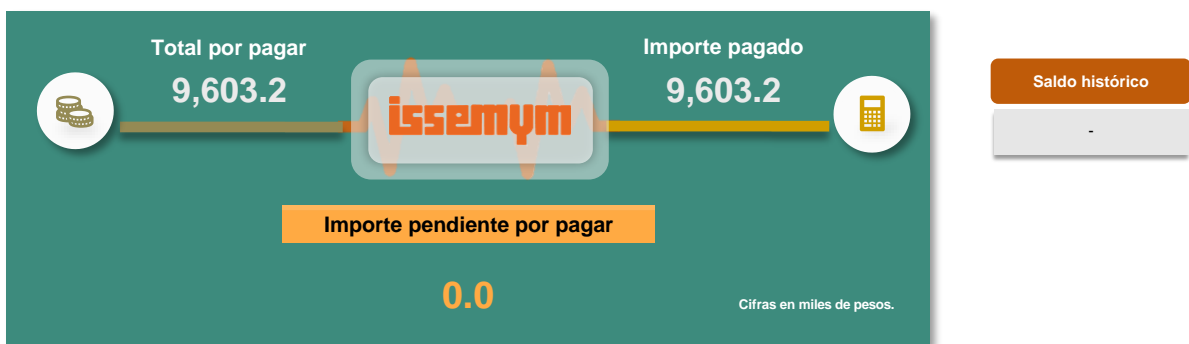 Total por pagar
9,603.2
issemym
Importe pagado
9,603.2
Saldo histórico
-
Importe pendiente por pagar
0.0
Cifras en miles de pesos.